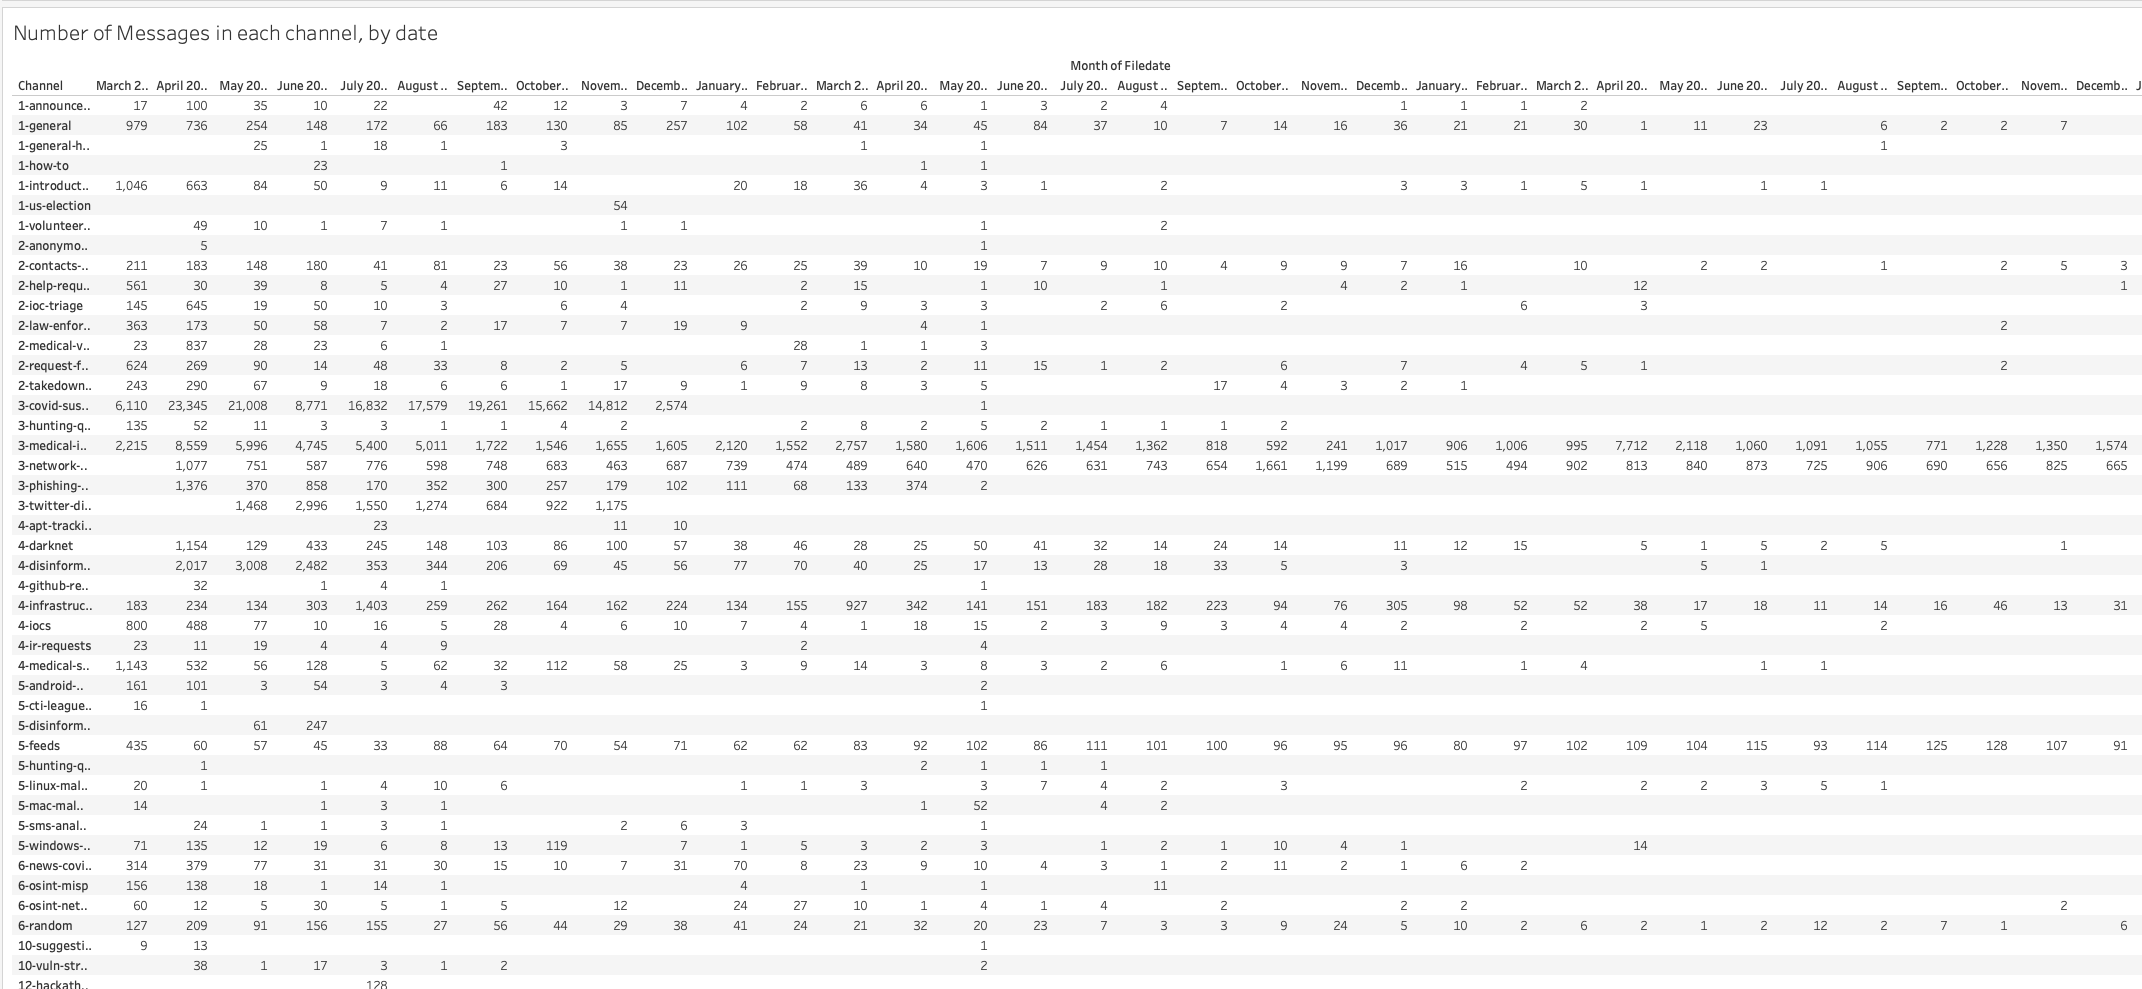 Number of Messages in each channel, by date
Month of Filedate
Channel March 2.. April 20.. May 20.. June 20.. July 20.. August .. Septem.. October.. Novem.. Decemb.. January.. Februar.. March 2.. April 20.. May 20.. June 20.. July 20.. August .. Septem.. October.. Novem.. Decemb.. January.. Februar.. March 2.. April 20.. May 20.. June 20.. July 20.. August .. Septem.. October.. Novem.. Decemb.. J
1-announce.. 17 100 35 10 22 42 12 3 7 4 2 6 6 1 3 2 4 1 1 1 2
1-general 979 736 254 148 172 66 183 130 85 257 102 58 41 34 45 84 37 10 7 14 16 36 21 21 30 1 11 23 6 2 2 7
1-general-h.. 25 1 18 1 3 1 1 1
1-how-to 23 1 1 1
1-introduct.. 1,046 663 84 50 9 11 6 14 20 18 36 4 3 1 2 3 3 1 5 1 1 1
1-us-election 54
1-volunteer.. 49 10 1 7 1 1 1 1 2
2-anonymo.. 5 1
2-contacts-.. 211 183 148 180 41 81 23 56 38 23 26 25 39 10 19 7 9 10 4 9 9 7 16 10 2 2 1 2 5 3
2-help-requ.. 561 30 39 8 5 4 27 10 1 11 2 15 1 10 1 4 2 1 12 1
2-ioc-triage 145 645 19 50 10 3 6 4 2 9 3 3 2 6 2 6 3
2-law-enfor.. 363 173 50 58 7 2 17 7 7 19 9 4 1 2
2-medical-v.. 23 837 28 23 6 1 28 1 1 3
2-request-f.. 624 269 90 14 48 33 8 2 5 6 7 13 2 11 15 1 2 6 7 4 5 1 2
2-takedown.. 243 290 67 9 18 6 6 1 17 9 1 9 8 3 5 17 4 3 2 1
3-covid-sus.. 6,110 23,345 21,008 8,771 16,832 17,579 19,261 15,662 14,812 2,574 1
3-hunting-q.. 135 52 11 3 3 1 1 4 2 2 8 2 5 2 1 1 1 2
3-medical-i.. 2,215 8,559 5,996 4,745 5,400 5,011 1,722 1,546 1,655 1,605 2,120 1,552 2,757 1,580 1,606 1,511 1,454 1,362 818 592 241 1,017 906 1,006 995 7,712 2,118 1,060 1,091 1,055 771 1,228 1,350 1,574
3-network-.. 1,077 751 587 776 598 748 683 463 687 739 474 489 640 470 626 631 743 654 1,661 1,199 689 515 494 902 813 840 873 725 906 690 656 825 665
3-phishing-.. 1,376 370 858 170 352 300 257 179 102 111 68 133 374 2
3-twitter-di.. 1,468 2,996 1,550 1,274 684 922 1,175
4-apt-tracki.. 23 11 10
4-darknet 1,154 129 433 245 148 103 86 100 57 38 46 28 25 50 41 32 14 24 14 11 12 15 5 1 5 2 5 1
4-disinform.. 2,017 3,008 2,482 353 344 206 69 45 56 77 70 40 25 17 13 28 18 33 5 3 5 1
4-github-re.. 32 1 4 1 1
4-infrastruc.. 183 234 134 303 1,403 259 262 164 162 224 134 155 927 342 141 151 183 182 223 94 76 305 98 52 52 38 17 18 11 14 16 46 13 31
4-iocs 800 488 77 10 16 5 28 4 6 10 7 4 1 18 15 2 3 9 3 4 4 2 2 2 5 2
4-ir-requests 23 11 19 4 4 9 2 4
4-medical-s.. 1,143 532 56 128 5 62 32 112 58 25 3 9 14 3 8 3 2 6 1 6 11 1 4 1 1
5-android-.. 161 101 3 54 3 4 3 2
5-cti-league.. 16 1 1
5-disinform.. 61 247
5-feeds 435 60 57 45 33 88 64 70 54 71 62 62 83 92 102 86 111 101 100 96 95 96 80 97 102 109 104 115 93 114 125 128 107 91
5-hunting-q.. 1 2 1 1 1
5-linux-mal.. 20 1 1 4 10 6 1 1 3 3 7 4 2 3 2 2 2 3 5 1
5-mac-mal.. 14 1 3 1 1 52 4 2
5-sms-anal.. 24 1 1 3 1 2 6 3 1
5-windows-.. 71 135 12 19 6 8 13 119 7 1 5 3 2 3 1 2 1 10 4 1 14
6-news-covi.. 314 379 77 31 31 30 15 10 7 31 70 8 23 9 10 4 3 1 2 11 2 1 6 2
6-osint-misp 156 138 18 1 14 1 4 1 1 11
6-osint-net.. 60 12 5 30 5 1 5 12 24 27 10 1 4 1 4 2 2 2 2
6-random 127 209 91 156 155 27 56 44 29 38 41 24 21 32 20 23 7 3 3 9 24 5 10 2 6 2 1 2 12 2 7 1 6
10-suggesti.. 9 13 1
10-vuln-str.. 38 1 17 3 1 2 2
12-hackath.. 128